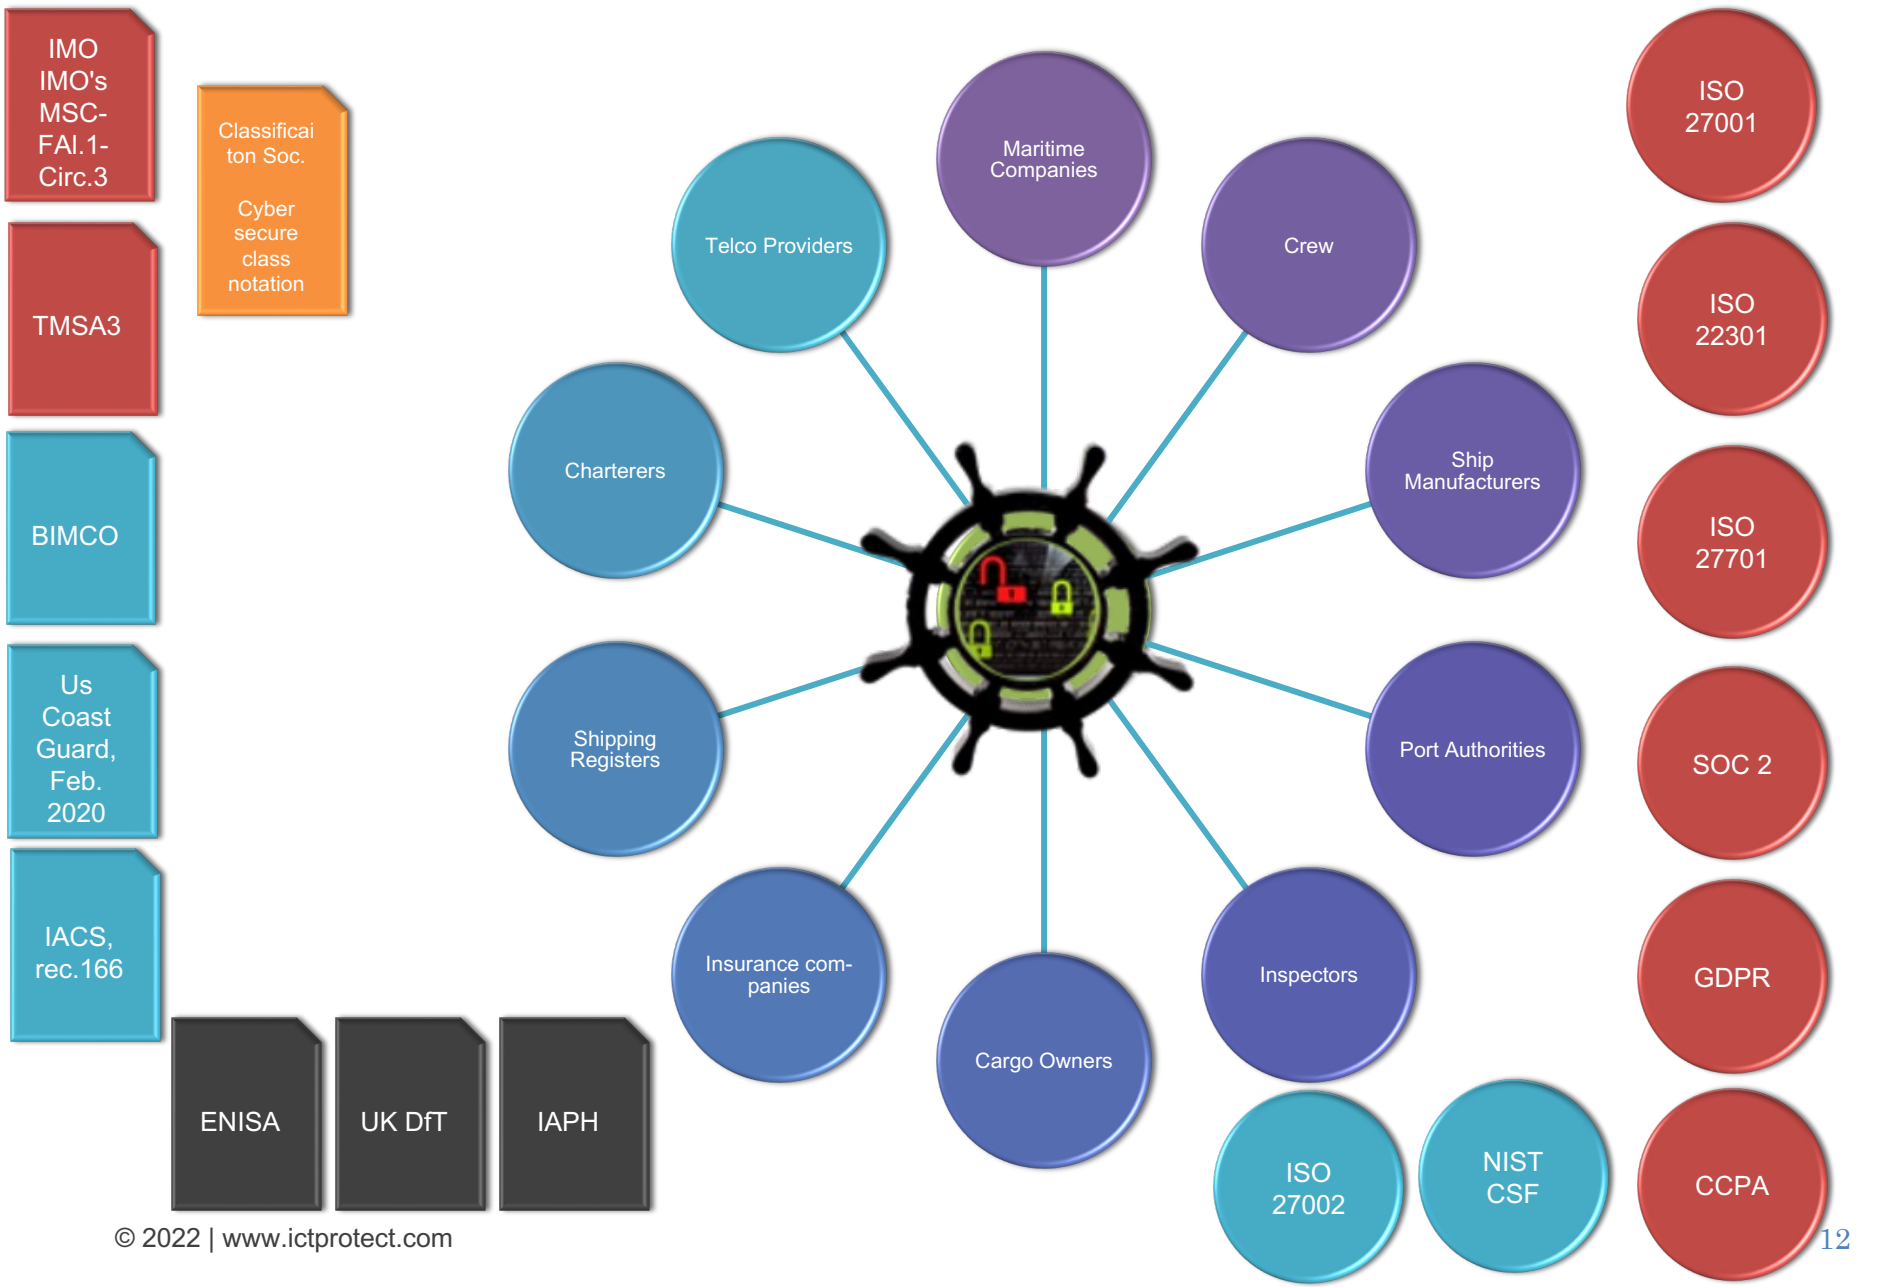 IMO
IMO's
MSC-
FAI.1-
Circ.3
Classificai
ton Soc.
Cyber
secure
class
notation
TMSA3
BIMCO
Us
Coast
Guard,
Feb.
2020
IACS,
rec.166
ENISA
UK DfT
IAPH
Maritime
Companies
Crew
Ship
Manufacturers
Port Authorities
Inspectors
Cargo Owners
Insurance com-
panies
Shipping
Registers
Charterers
Telco Providers
ISO
27001
ISO
22301
ISO
27701
SOC 2
GDPR
CCPA
NIST
CSF
ISO
27002
© 2022 | www.ictprotect.com
12